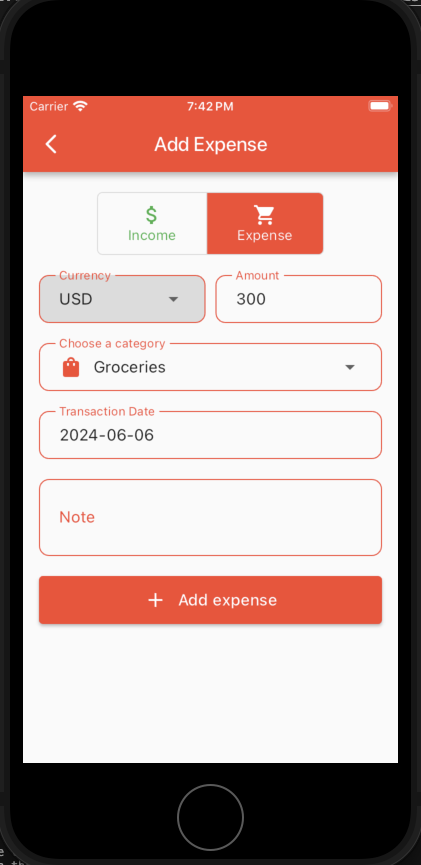 Carrier 7:42 PM
Add Expense
$
Income Expense
Currency Amount
USD 300
Choose a category
Groceries
Transaction Date
2024-06-06
Note
+ Add expense